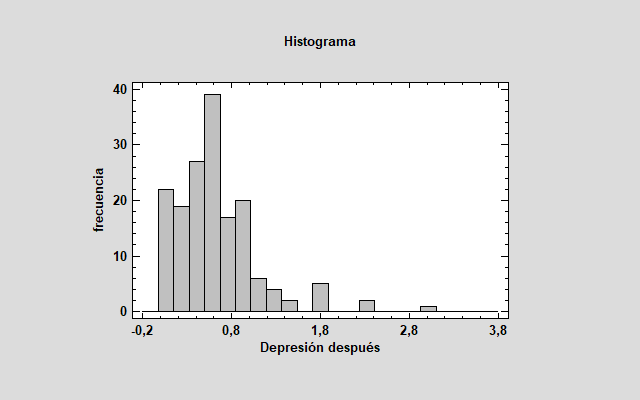 Histograma
frecuencia
40
30
20
10
0
-0,2 0,8 1,8 2,8 3,8
Depresión después